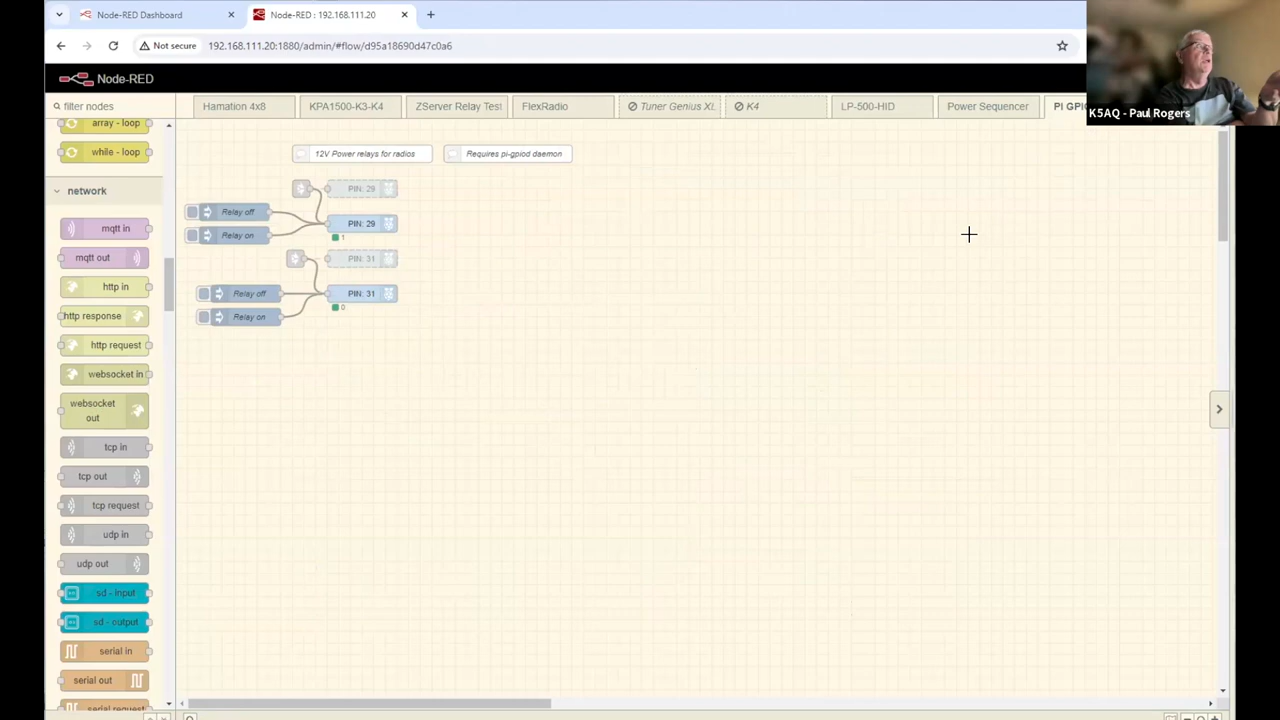 Node-RED Dashboard
Node-RED : 192.168.111.20
Not secure
192.168.111.20:1880/admin/#flow/d95a18690d47c0a6
Node-RED
K5AQ - Paul Rogers
filter nodes
Hamation 4x8
KPA1500-K3-K4
ZServer Relay Test
FlexRadio
Tuner Genius XL
K4
LP-500-HID
Power Sequencer
array - loop
while - loop
network
mqtt in
mqtt out
http in
http response
http request
websocket in
websocket
out
tcp in
tcp out
tcp request
udp in
udp out
sd - input
sd - output
serial in
serial out
serial request
12V Power relays for radios
Requires pi-gpiod daemon
PIN: 29
Relay off
PIN: 29
Relay on
1
PIN: 31
Relay off
PIN: 31
0
Relay on